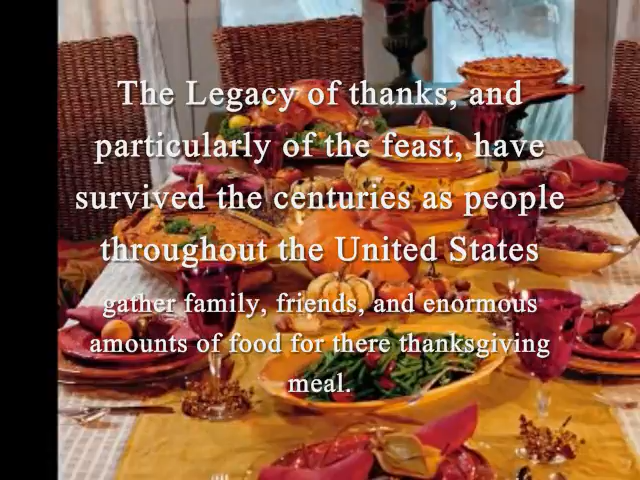 The Legacy of thanks, and
particularly of the feast, have
survived the centuries as people
throughout the United States
gather family, friends, and enormous
amounts of food for there thanksgiving
meal.